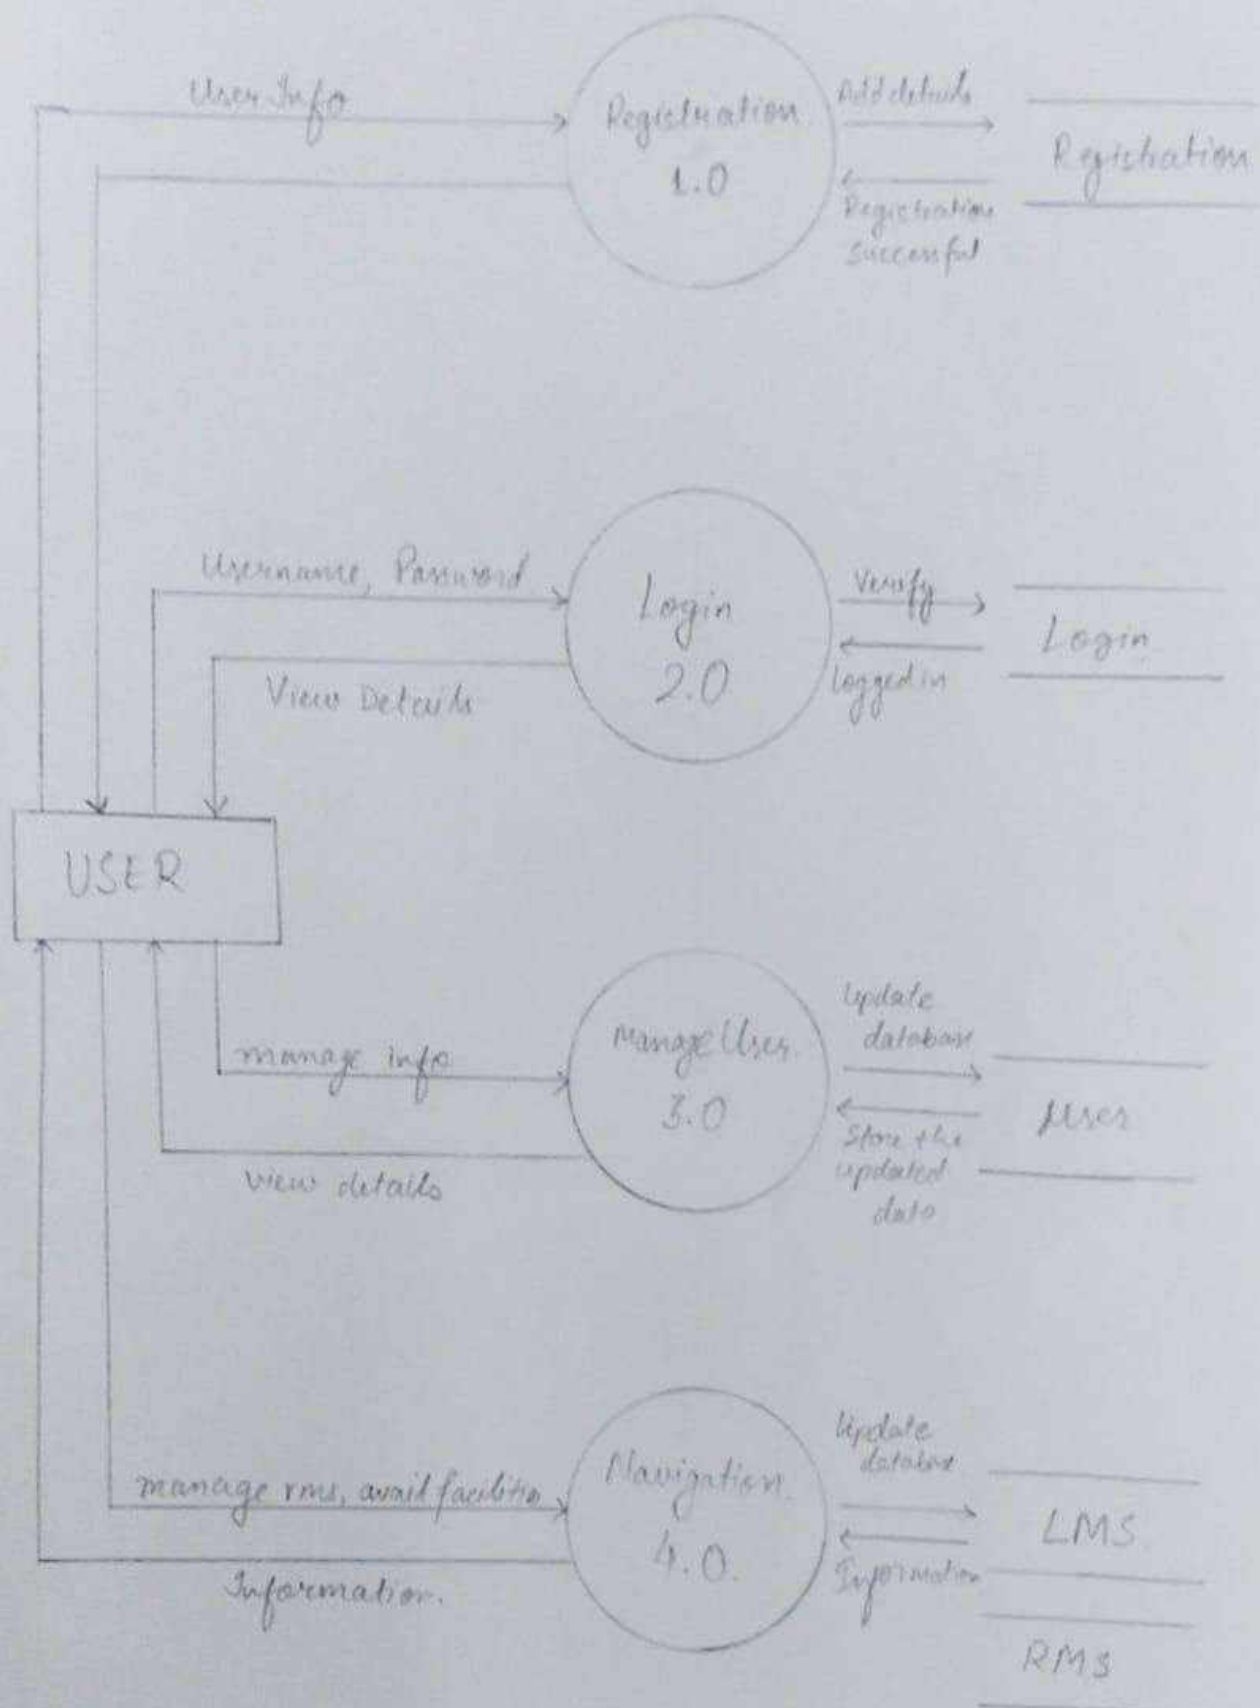 User Info
Registration
1.0
Add details
Registration
Registration
successful
Username, Password
Login
2.0
Verify
Login
logged in
View Details
USER
manage info
Manage User
3.0
Update
database
User
Store the
updated
data
view details
manage rms, avail facilities
Navigation
4.0
Update
database
LMS
Information
Information.
RMS